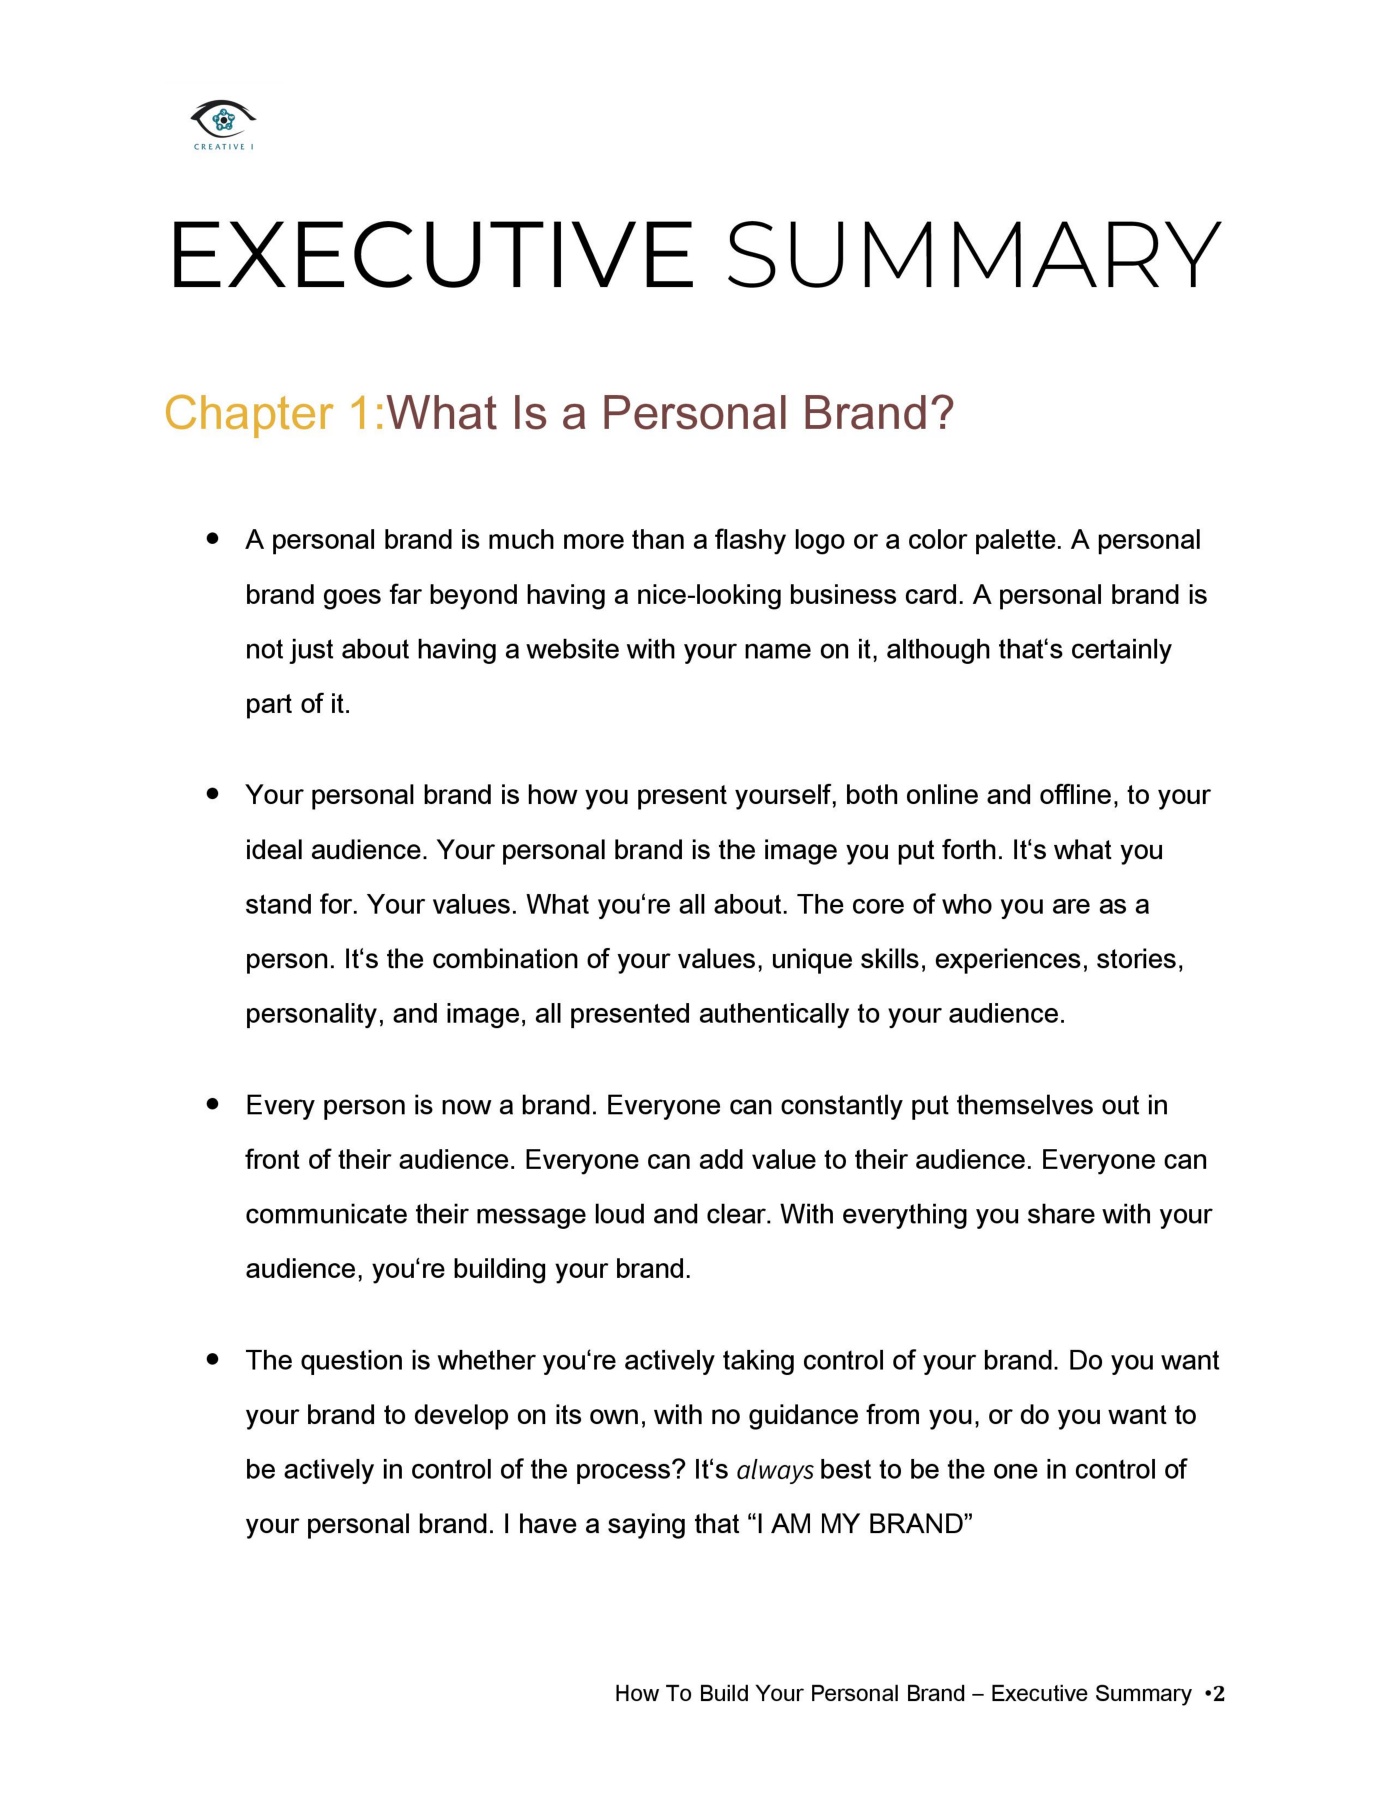 CREATIVE I
EXECUTIVE SUMMARY
Chapter 1:What Is a Personal Brand?
• A personal brand is much more than a flashy logo or a color palette. A personal
brand goes far beyond having a nice-looking business card. A personal brand is
not just about having a website with your name on it, although that‘s certainly
part of it.
• Your personal brand is how you present yourself, both online and offline, to your
ideal audience. Your personal brand is the image you put forth. It‘s what you
stand for. Your values. What you‘re all about. The core of who you are as a
person. It‘s the combination of your values, unique skills, experiences, stories,
personality, and image, all presented authentically to your audience.
• Every person is now a brand. Everyone can constantly put themselves out in
front of their audience. Everyone can add value to their audience. Everyone can
communicate their message loud and clear. With everything you share with your
audience, you‘re building your brand.
• The question is whether you‘re actively taking control of your brand. Do you want
your brand to develop on its own, with no guidance from you, or do you want to
be actively in control of the process? It‘s always best to be the one in control of
your personal brand. I have a saying that “I AM MY BRAND”
How To Build Your Personal Brand – Executive Summary •2